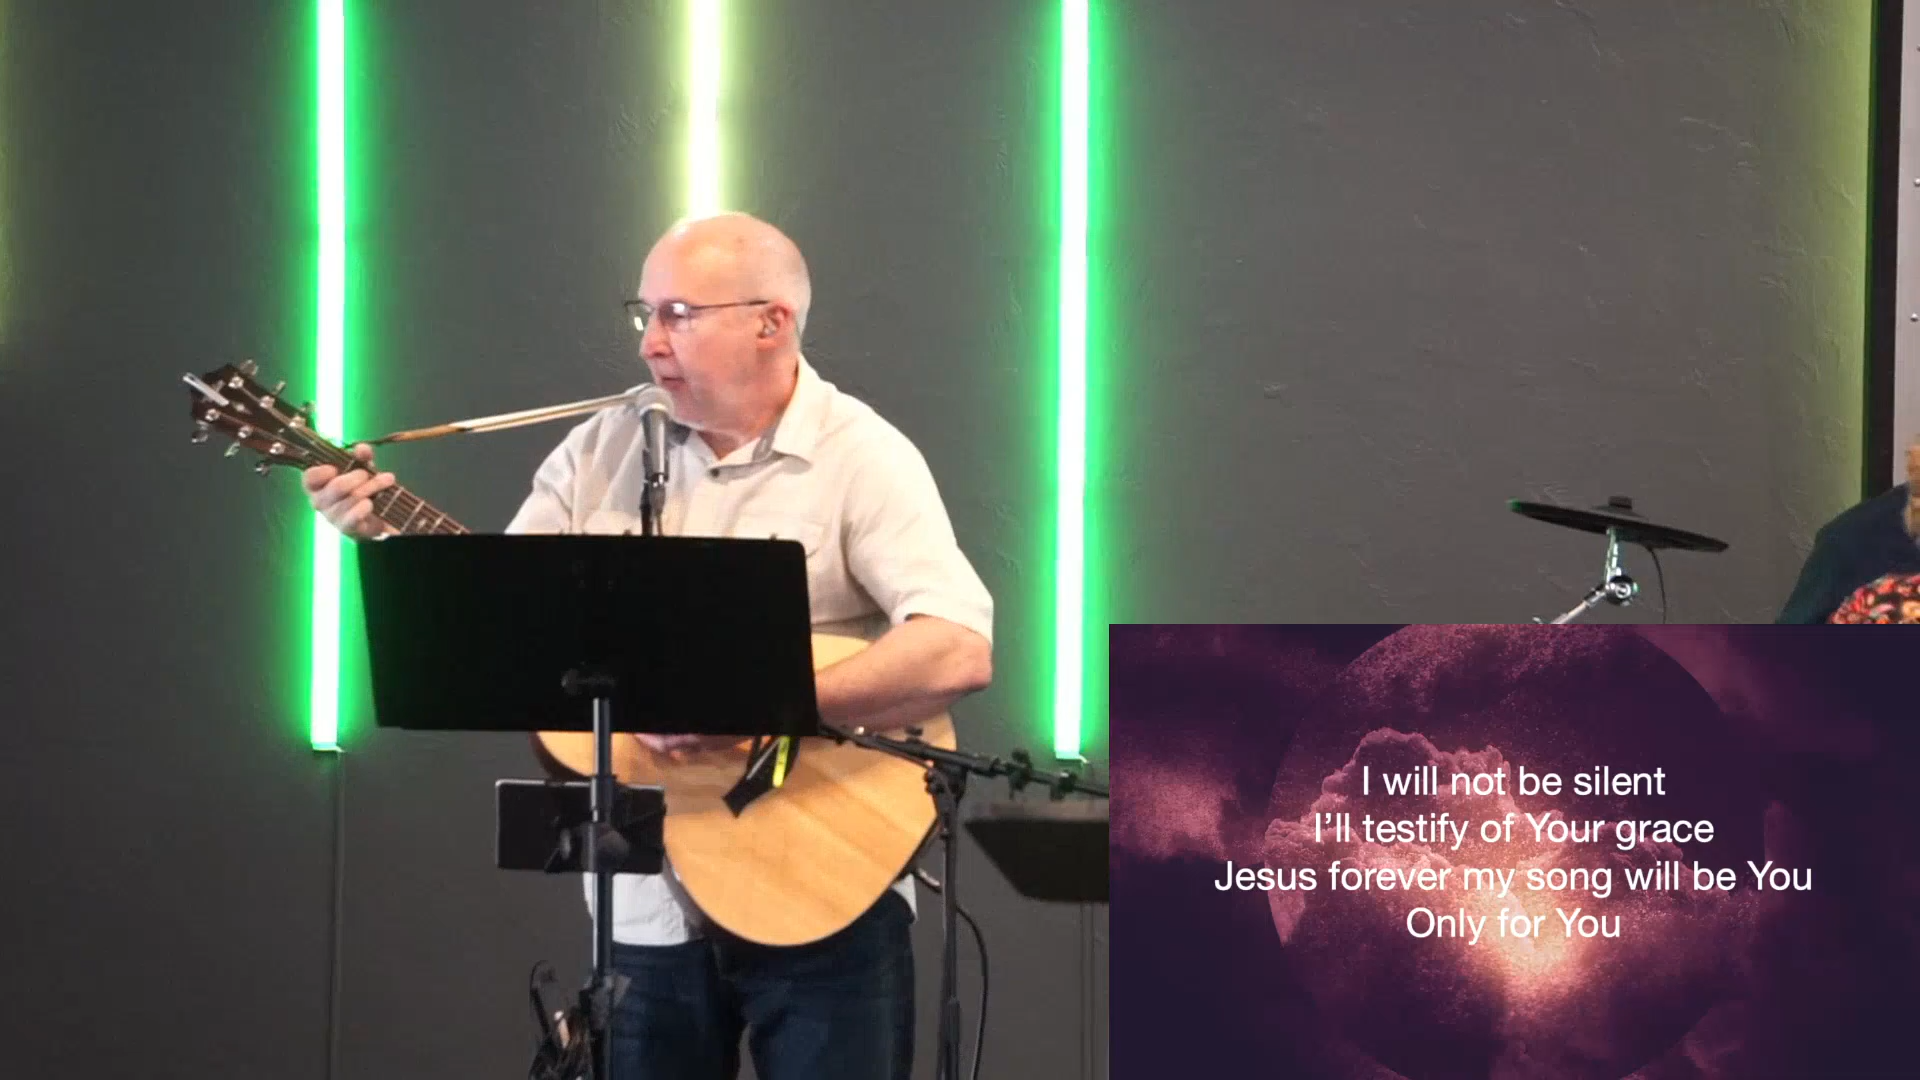 I will not be silent
I’ll testify of Your grace
Jesus forever my song will be You
Only for You